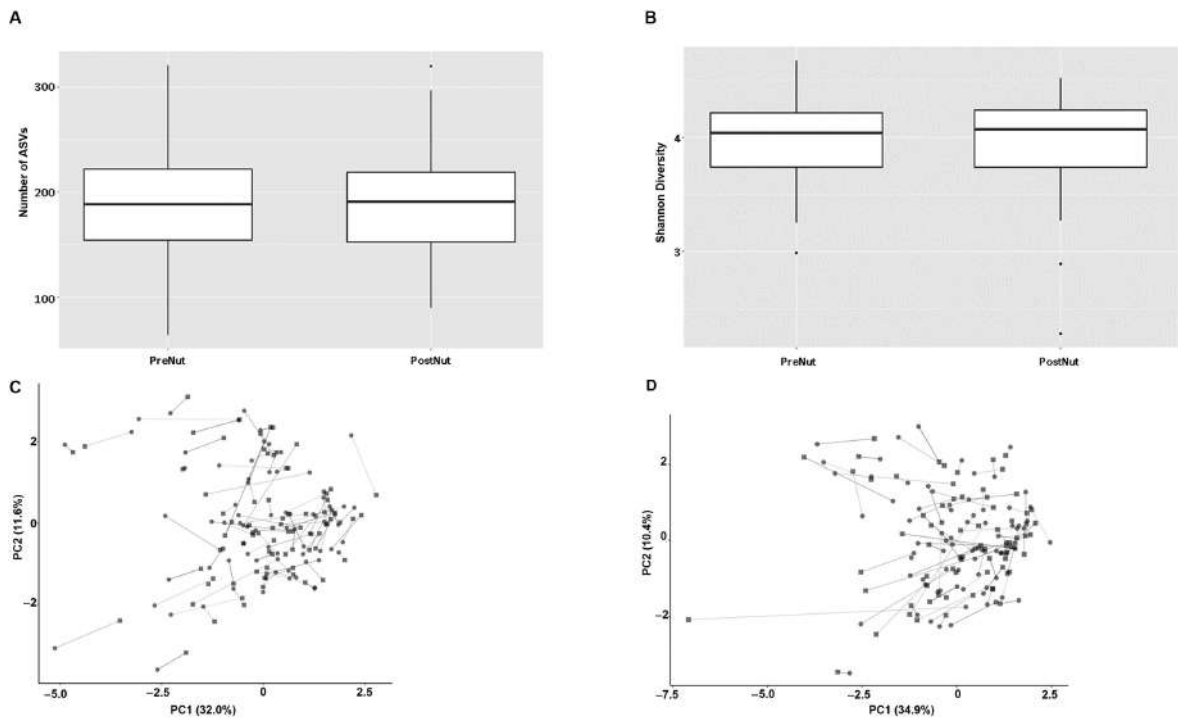 A
B
Number of ASVs
300
200
100
PreNut
PostNut
Shannon Diversity
4
3
PreNut
PostNut
C
D
PC2 (11.6%)
2
0
−2
−5.0
−2.5
0
2.5
PC1 (32.0%)
PC2 (10.4%)
2
0
−2
−7.5
−5.0
−2.5
0
2.5
PC1 (34.9%)